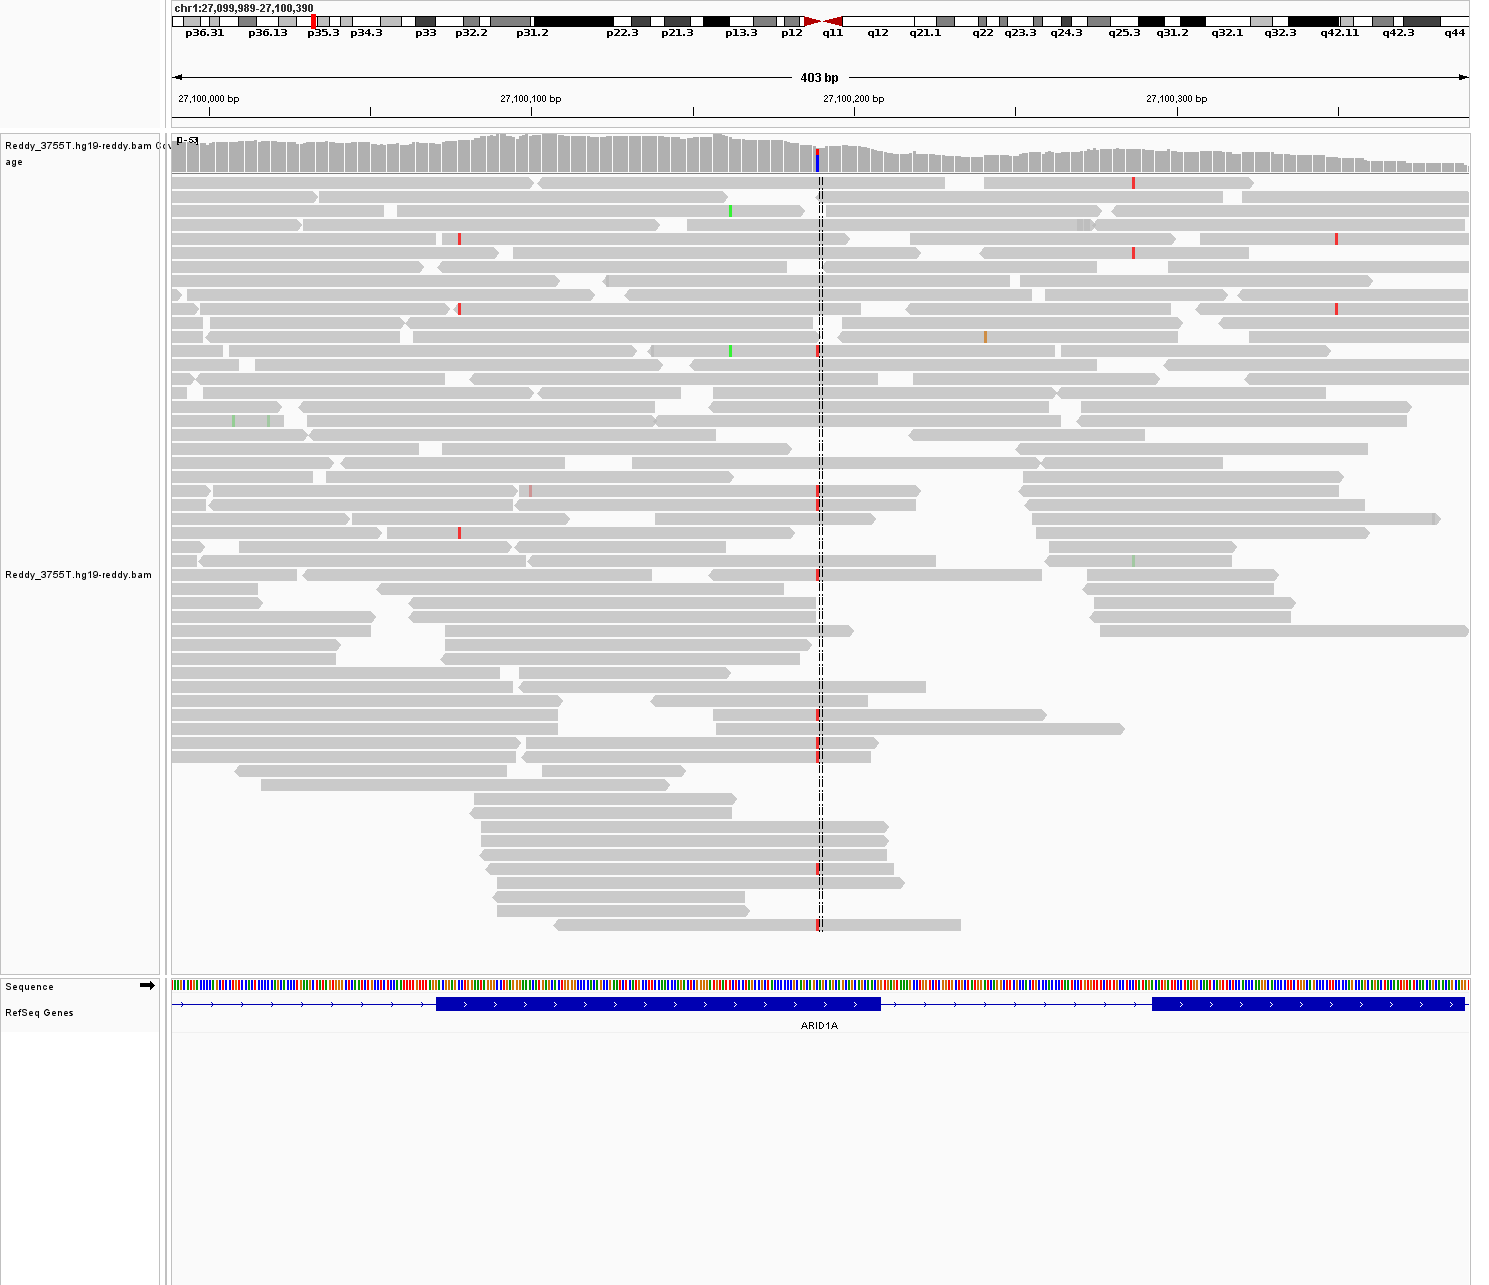 chr1:27,099,989-27,100,390
p36.31 p36.13 p35.3 p34.3 p33 p32.2 p31.2 p22.3 p21.3 p13.3 p12 q11 q12 q21.1 q22 q23.3 q24.3 q25.3 q31.2 q32.1 q32.3 q42.11 q42.3 q44
403 bp
27,100,000 bp 27,100,100 bp 27,100,200 bp 27,100,300 bp
Reddy_3755T.hg19-reddy.bam Cov
age
Reddy_3755T.hg19-reddy.bam
Sequence
RefSeq Genes
ARID1A